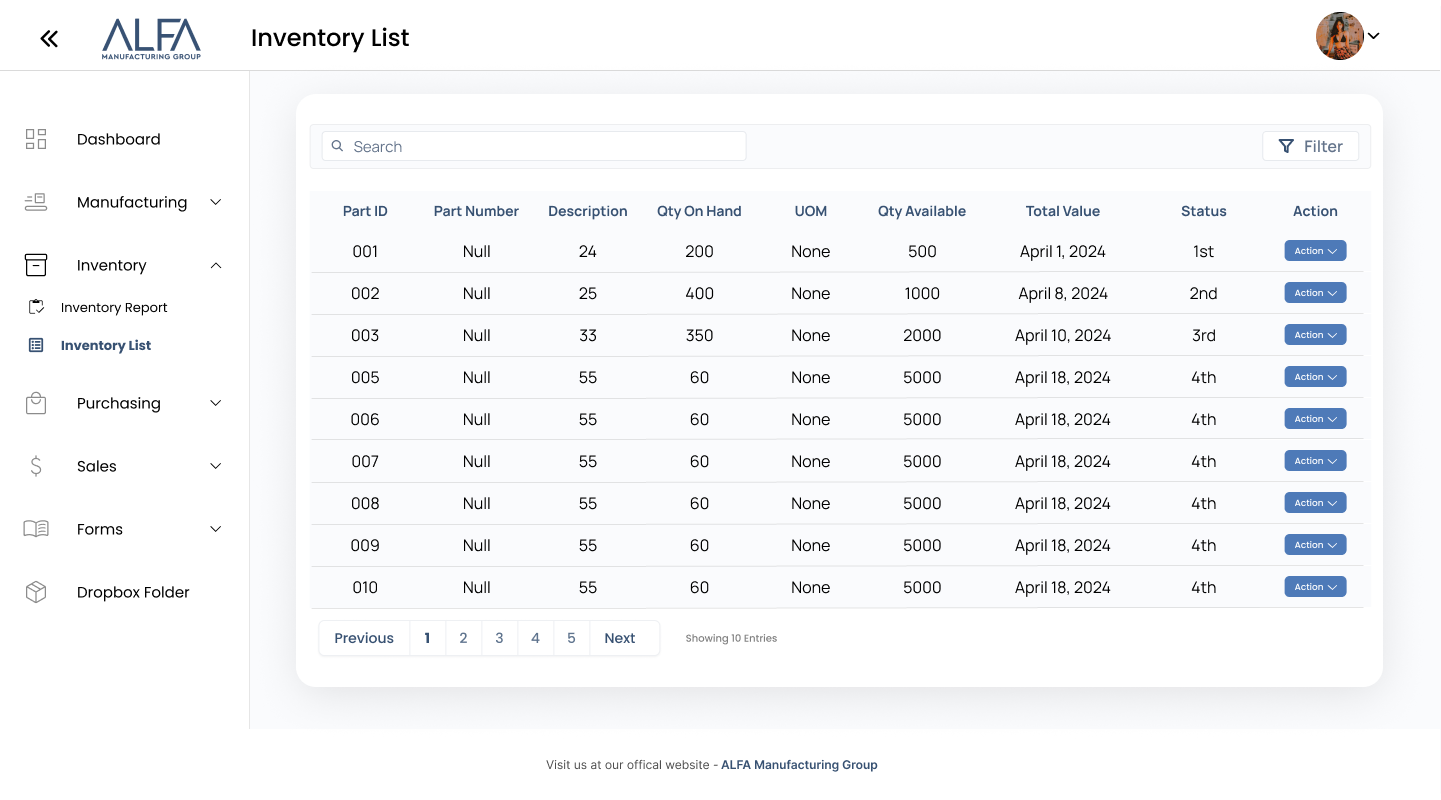 ALFA
MANUFACTURING GROUP
Inventory List
Dashboard
Manufacturing
Inventory
Inventory Report
Inventory List
Purchasing
Sales
Forms
Dropbox Folder
Search
Filter
Part ID Part Number Description Qty On Hand UOM Qty Available Total Value Status Action
001 Null 24 200 None 500 April 1, 2024 1st Action
002 Null 25 400 None 1000 April 8, 2024 2nd Action
003 Null 33 350 None 2000 April 10, 2024 3rd Action
005 Null 55 60 None 5000 April 18, 2024 4th Action
006 Null 55 60 None 5000 April 18, 2024 4th Action
007 Null 55 60 None 5000 April 18, 2024 4th Action
008 Null 55 60 None 5000 April 18, 2024 4th Action
009 Null 55 60 None 5000 April 18, 2024 4th Action
010 Null 55 60 None 5000 April 18, 2024 4th Action
Previous 1 2 3 4 5 Next Showing 10 Entries
Visit us at our offical website - ALFA Manufacturing Group